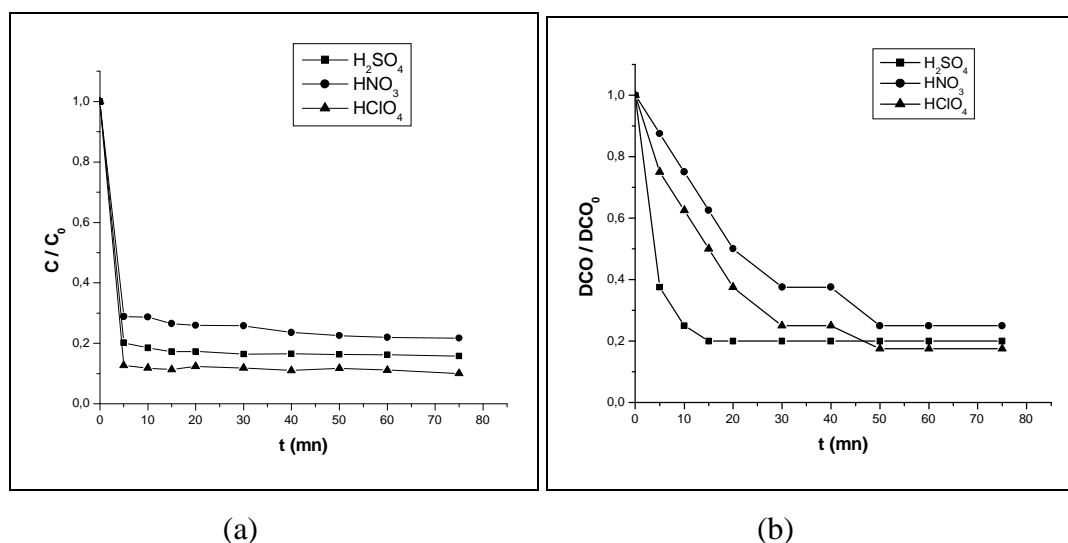 H₂SO₄
HNO₃
HClO₄
1,0
0,8
0,6
0,4
0,2
0,0
C / C₀
0 10 20 30 40 50 60 70 80
t (mn)
(a)
H₂SO₄
HNO₃
HClO₄
1,0
0,8
0,6
0,4
0,2
0,0
DCO / DCO₀
0 10 20 30 40 50 60 70 80
t (mn)
(b)